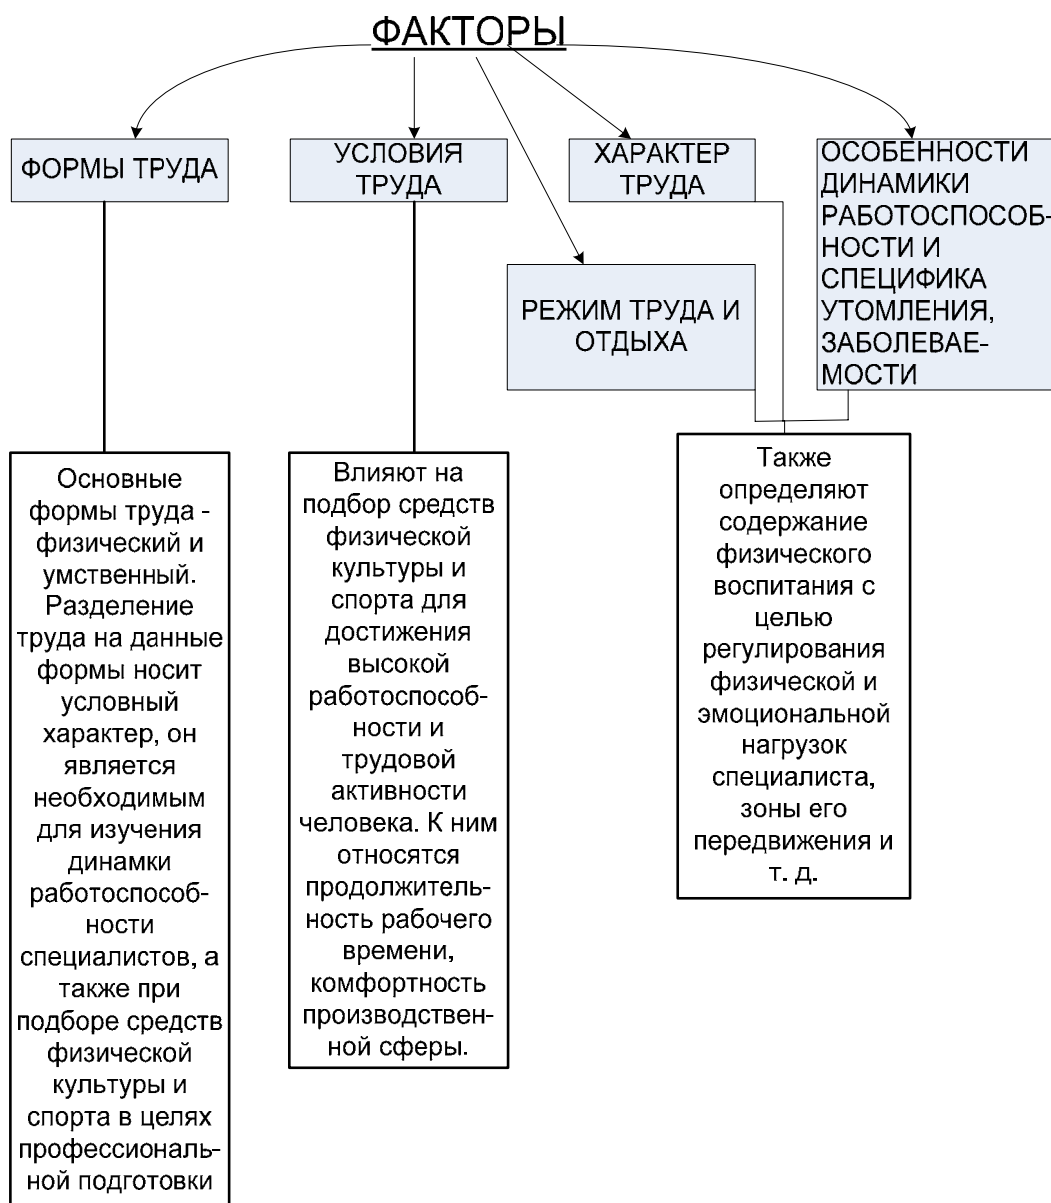 ФАКТОРЫ
ФОРМЫ ТРУДА
УСЛОВИЯ
ТРУДА
ХАРАКТЕР
ТРУДА
ОСОБЕННОСТИ
ДИНАМИКИ
РАБОТОСПОСОБ-
НОСТИ И
СПЕЦИФИКА
УТОМЛЕНИЯ,
ЗАБОЛЕВАЕ-
МОСТИ
РЕЖИМ ТРУДА И
ОТДЫХА
Основные
формы труда -
физический и
умственный.
Разделение
труда на данные
формы носит
условный
характер, он
является
необходимым
для изучения
динамки
работоспособ-
ности
специалистов, а
также при
подборе средств
физической
культуры и
спорта в целях
профессиональ-
ной подготовки
Влияют на
подбор средств
физической
культуры и
спорта для
достижения
высокой
работоспособ-
ности и
трудовой
активности
человека. К ним
относятся
продолжитель-
ность рабочего
времени,
комфортность
производствен-
ной сферы.
Также
определяют
содержание
физического
воспитания с
целью
регулирования
физической и
эмоциональной
нагрузок
специалиста,
зоны его
передвижения и
т. д.